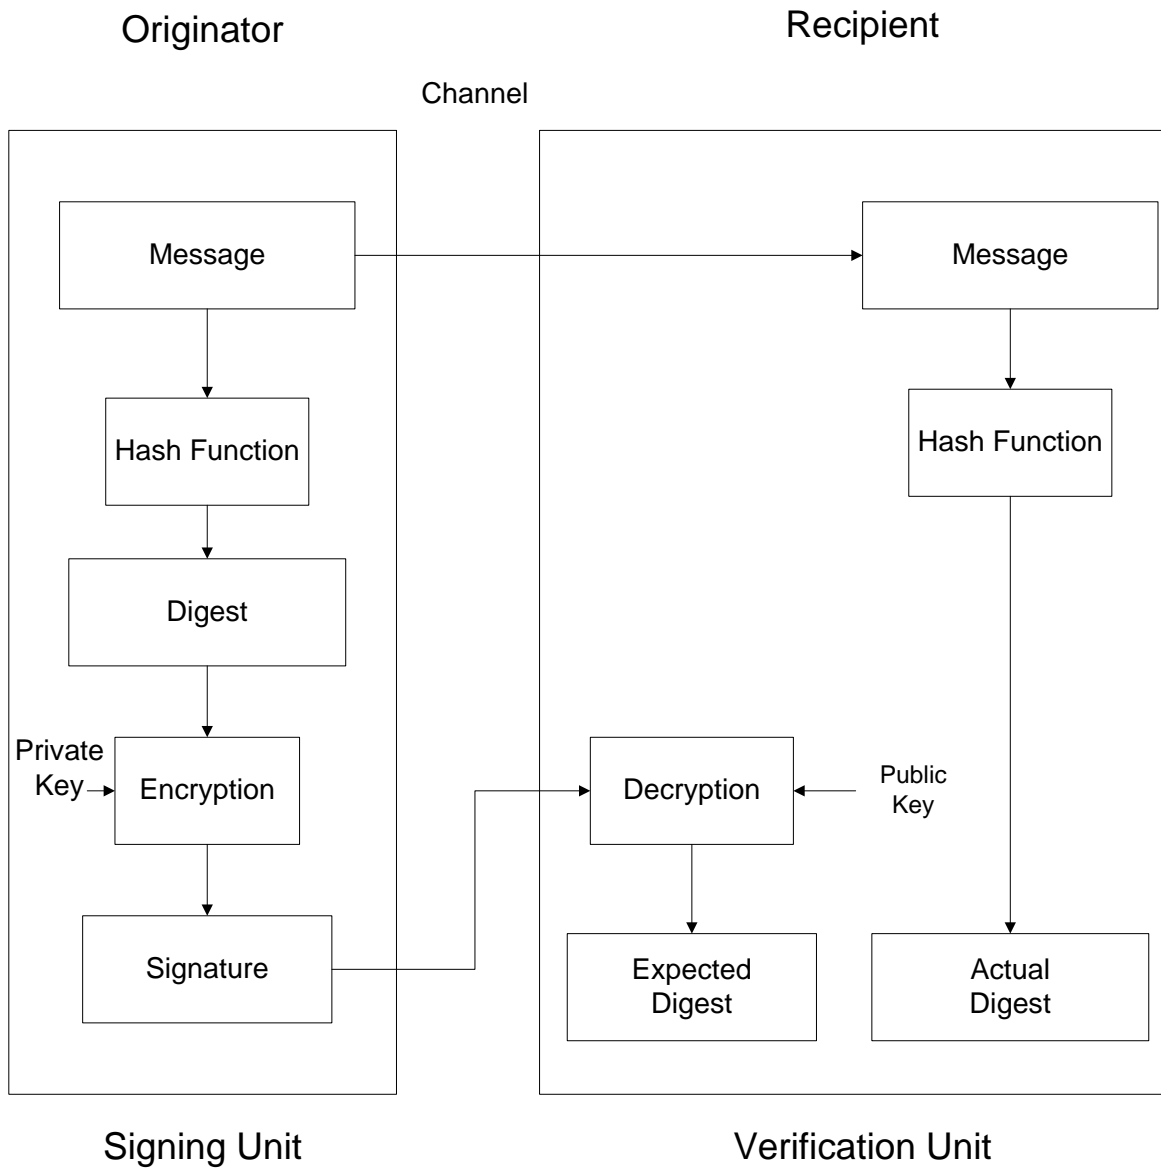 Originator
Recipient
Channel
Message
Message
Hash Function
Hash Function
Digest
Private
Key
Encryption
Decryption
Public
Key
Signature
Expected
Digest
Actual
Digest
Signing Unit
Verification Unit